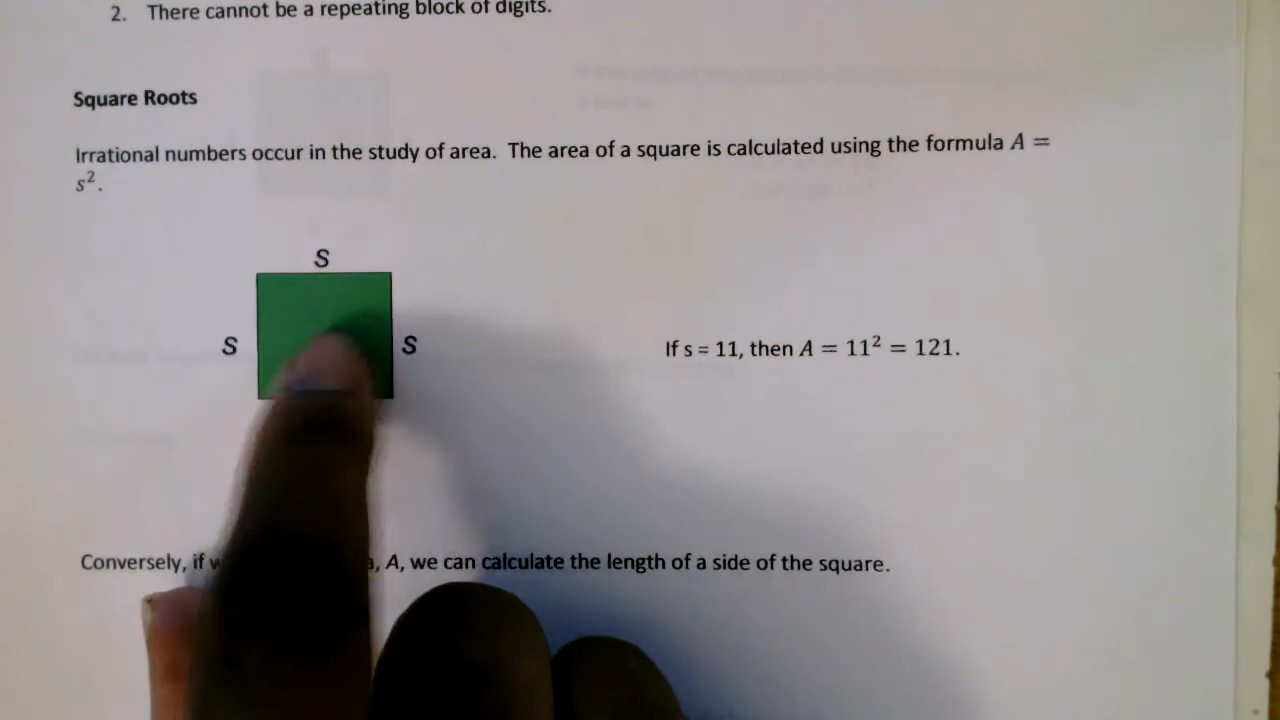 2. There cannot be a repeating block of digits.
Square Roots
Irrational numbers occur in the study of area. The area of a square is calculated using the formula A =
s².
S
S
S
If s = 11, then A = 11² = 121.
Conversely, if A, we can calculate the length of a side of the square.